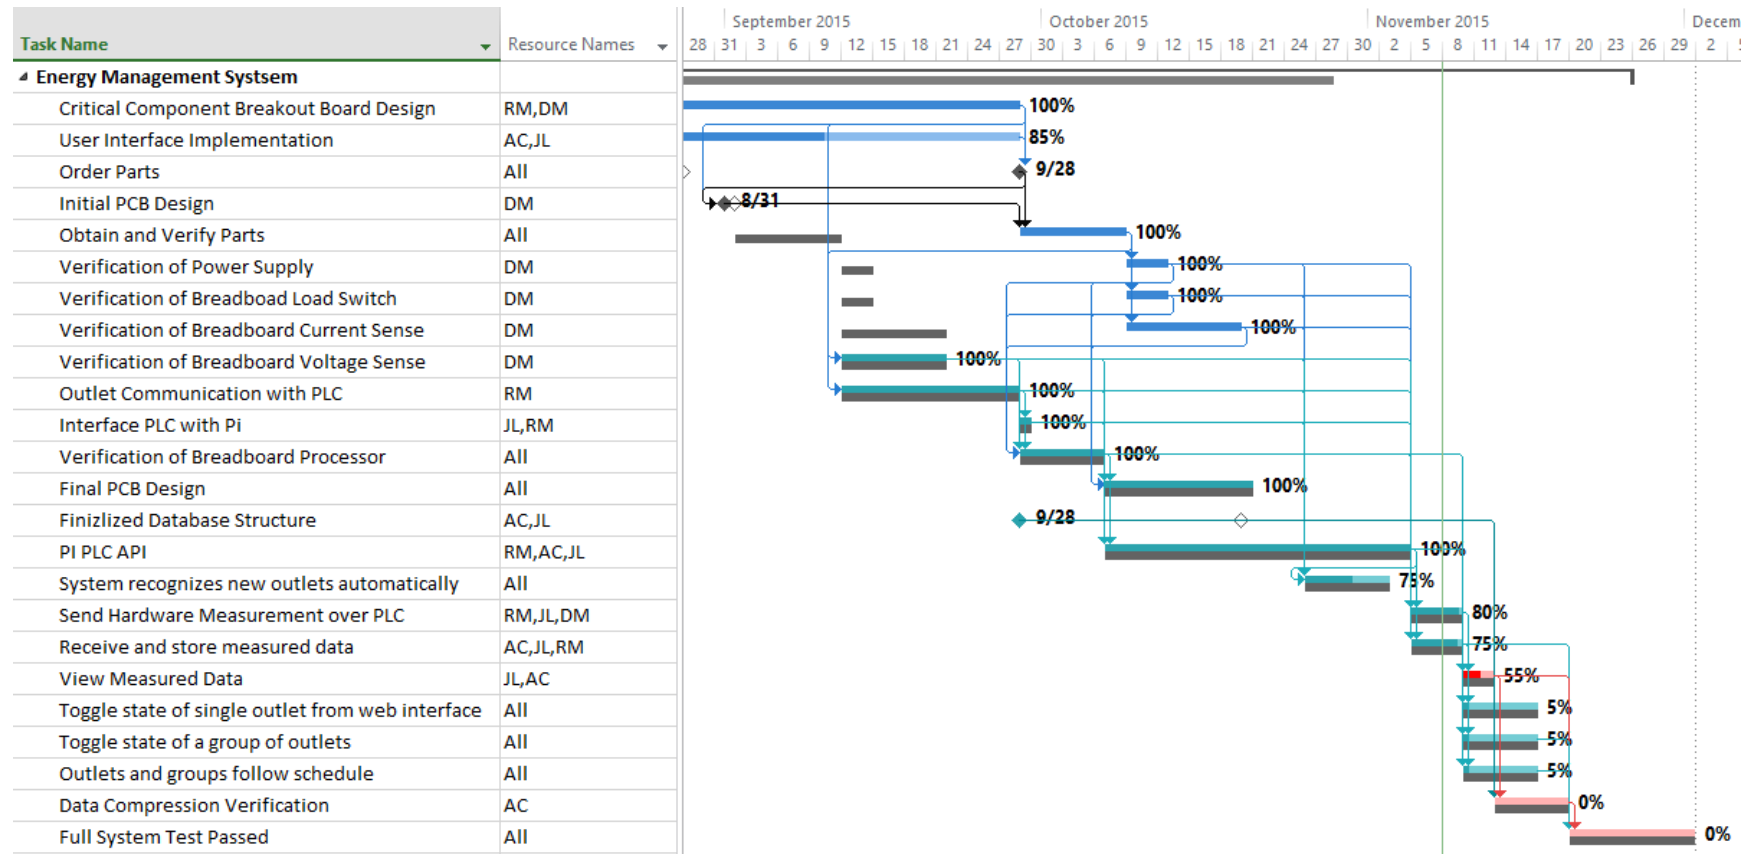 September 2015 October 2015 November 2015 Decem
Task Name Resource Names 28 31 3 6 9 12 15 18 21 24 27 30 3 6 9 12 15 18 21 24 27 30 2 5 8 11 14 17 20 23 26 29 2
Energy Management Systsem
Critical Component Breakout Board Design RM,DM 100%
User Interface Implementation AC,JL 85%
Order Parts All 9/28
Initial PCB Design DM 8/31
Obtain and Verify Parts All 100%
Verification of Power Supply DM 100%
Verification of Breadboad Load Switch DM 100%
Verification of Breadboard Current Sense DM 100%
Verification of Breadboard Voltage Sense DM 100%
Outlet Communication with PLC RM 100%
Interface PLC with Pi JL,RM 100%
Verification of Breadboard Processor All 100%
Final PCB Design All 100%
Finizlized Database Structure AC,JL 9/28
PI PLC API RM,AC,JL 100%
System recognizes new outlets automatically All 75%
Send Hardware Measurement over PLC RM,JL,DM 80%
Receive and store measured data AC,JL,RM 75%
View Measured Data JL,AC 55%
Toggle state of single outlet from web interface All 5%
Toggle state of a group of outlets All 5%
Outlets and groups follow schedule All 5%
Data Compression Verification AC 0%
Full System Test Passed All 0%